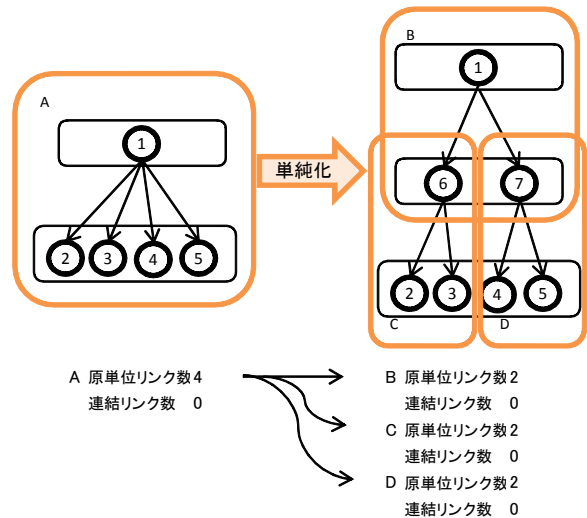 A
1
2 3 4 5
単純化
B
1
6 7
2 3 4 5
C D
A 原単位リンク数 4
連結リンク数 0
B 原単位リンク数 2
連結リンク数 0
C 原単位リンク数 2
連結リンク数 0
D 原単位リンク数 2
連結リンク数 0